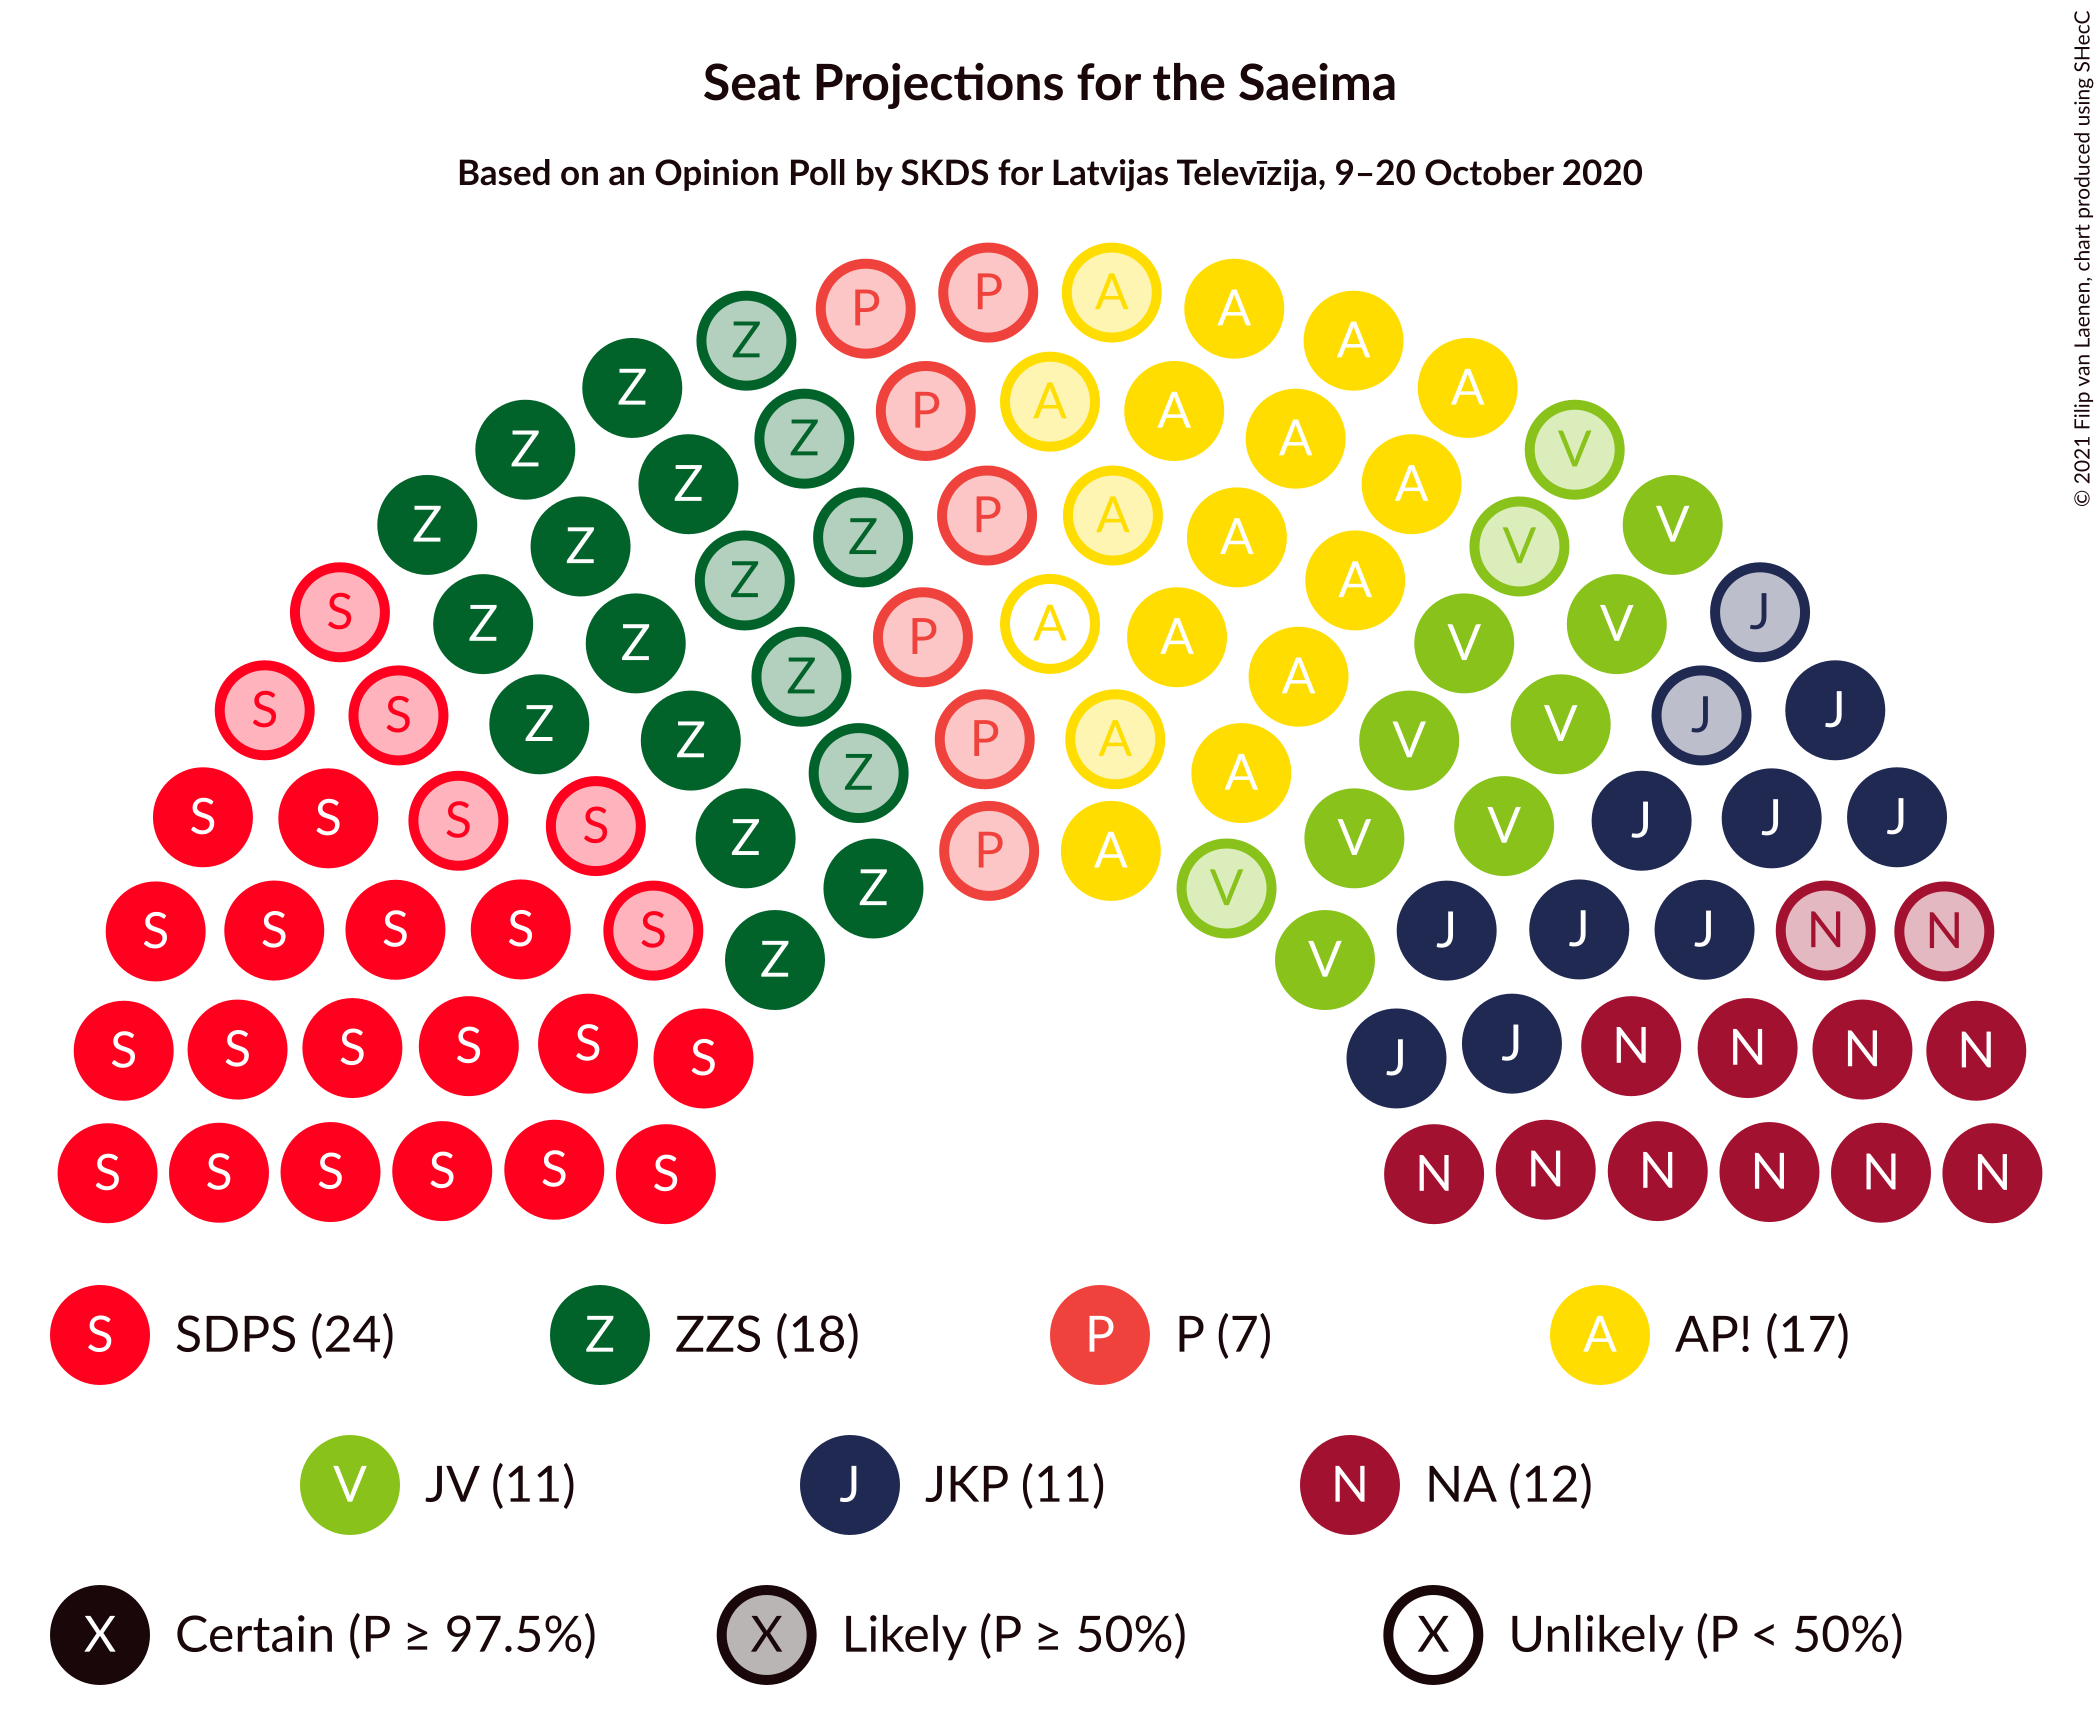 © 2021 Filip van Laenen, chart produced using SHecC
Seat Projections for the Saeima
Based on an Opinion Poll by SKDS for Latvijas Televīzija, 9–20 October 2020
P P A A
Z A
Z P A A A
Z Z A V
Z A
Z Z Z P A A V V
Z A
S Z Z P A A V V J
Z A
S S Z Z P A V V J J
Z A
S S S S Z P A V V J J J
Z V
S S S S S Z V J J J N N
S S S S S S J J N N N N
S S S S S S N N N N N N
S SDPS (24) Z ZZS (18) P P (7) A AP! (17)
V JV (11) J JKP (11) N NA (12)
X Certain (P ≥ 97.5%) X Likely (P ≥ 50%) X Unlikely (P < 50%)